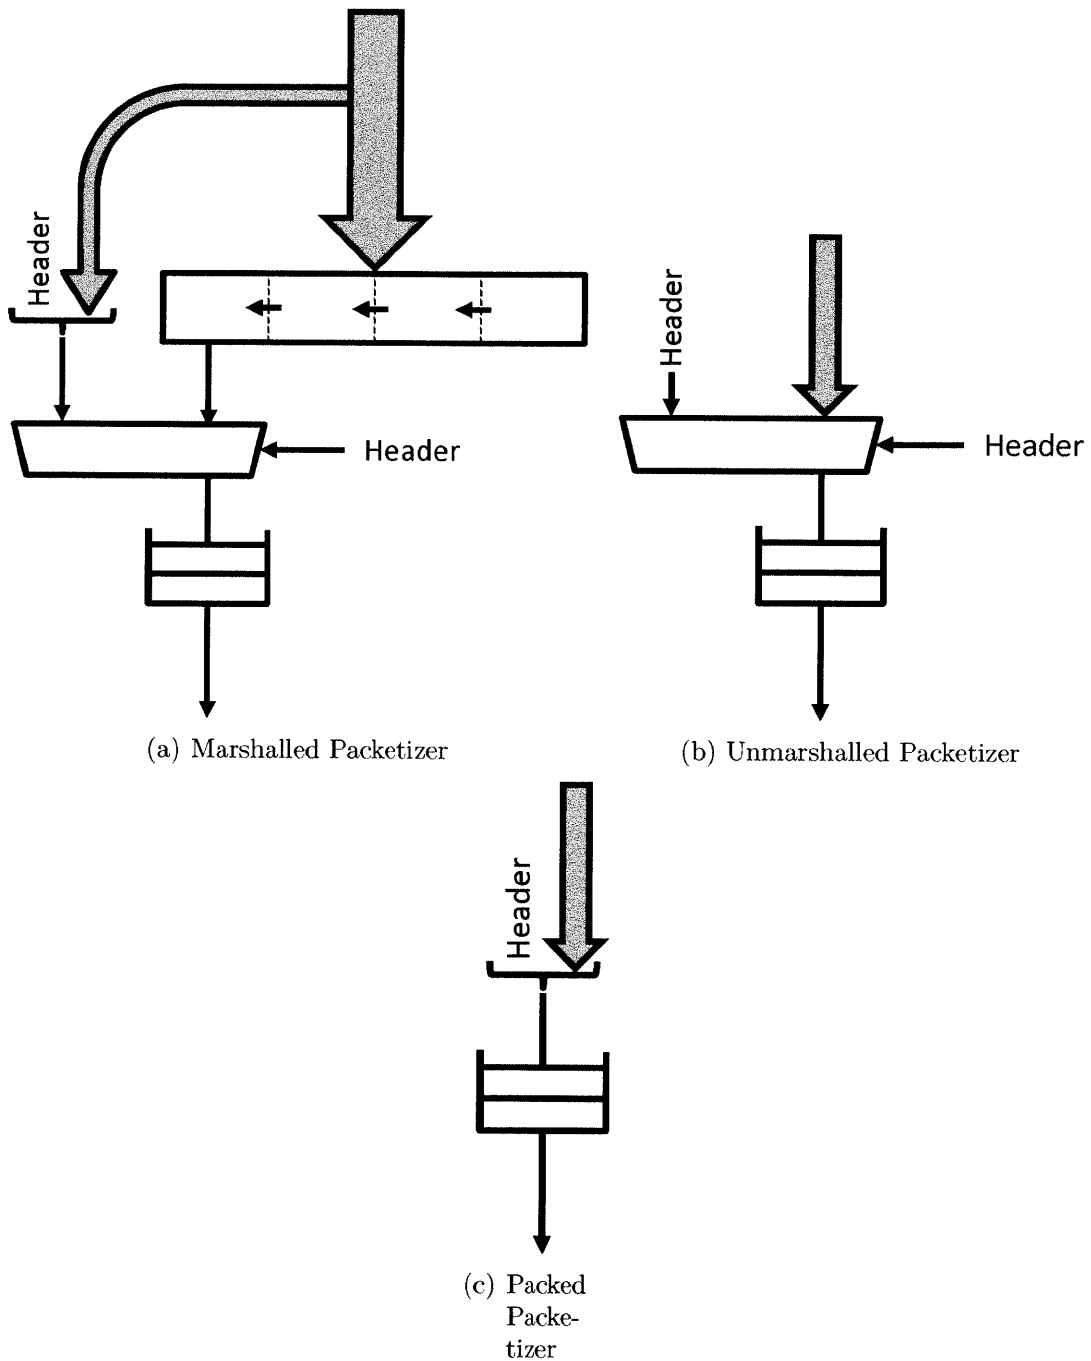 Header
Header
Header
Header
(a) Marshalled Packetizer
(b) Unmarshalled Packetizer
Header
(c) Packed
Packe-
tizer